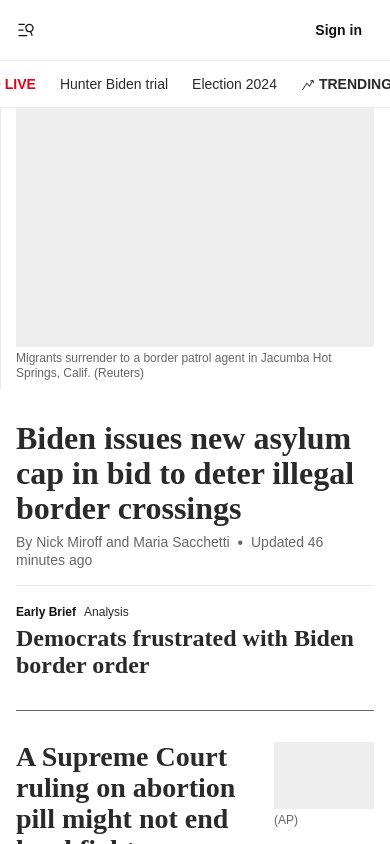 Sign in
LIVE
Hunter Biden trial
Election 2024
TRENDING
Migrants surrender to a border patrol agent in Jacumba Hot
Springs, Calif. (Reuters)
Biden issues new asylum
cap in bid to deter illegal
border crossings
By Nick Miroff and Maria Sacchetti • Updated 46
minutes ago
Early Brief Analysis
Democrats frustrated with Biden
border order
A Supreme Court
ruling on abortion
pill might not end
(AP)